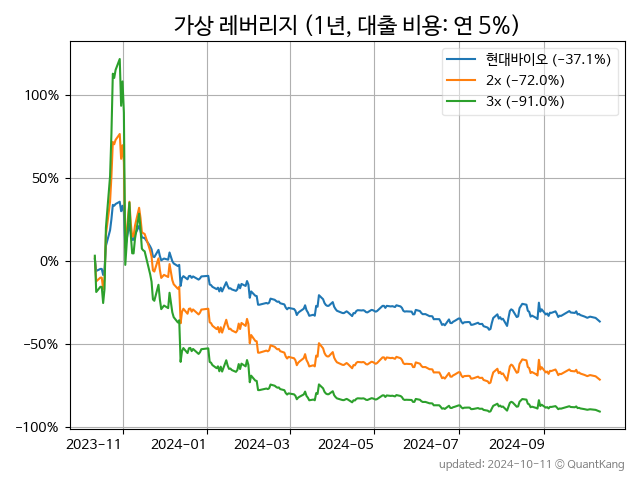 가상 레버리지 (1년, 대출 비용: 연 5%)
현대바이오 (-37.1%)
2x (-72.0%)
3x (-91.0%)
100%
50%
0%
−50%
−100%
2023-11 2024-01 2024-03 2024-05 2024-07 2024-09
updated: 2024-10-11 © QuantKang